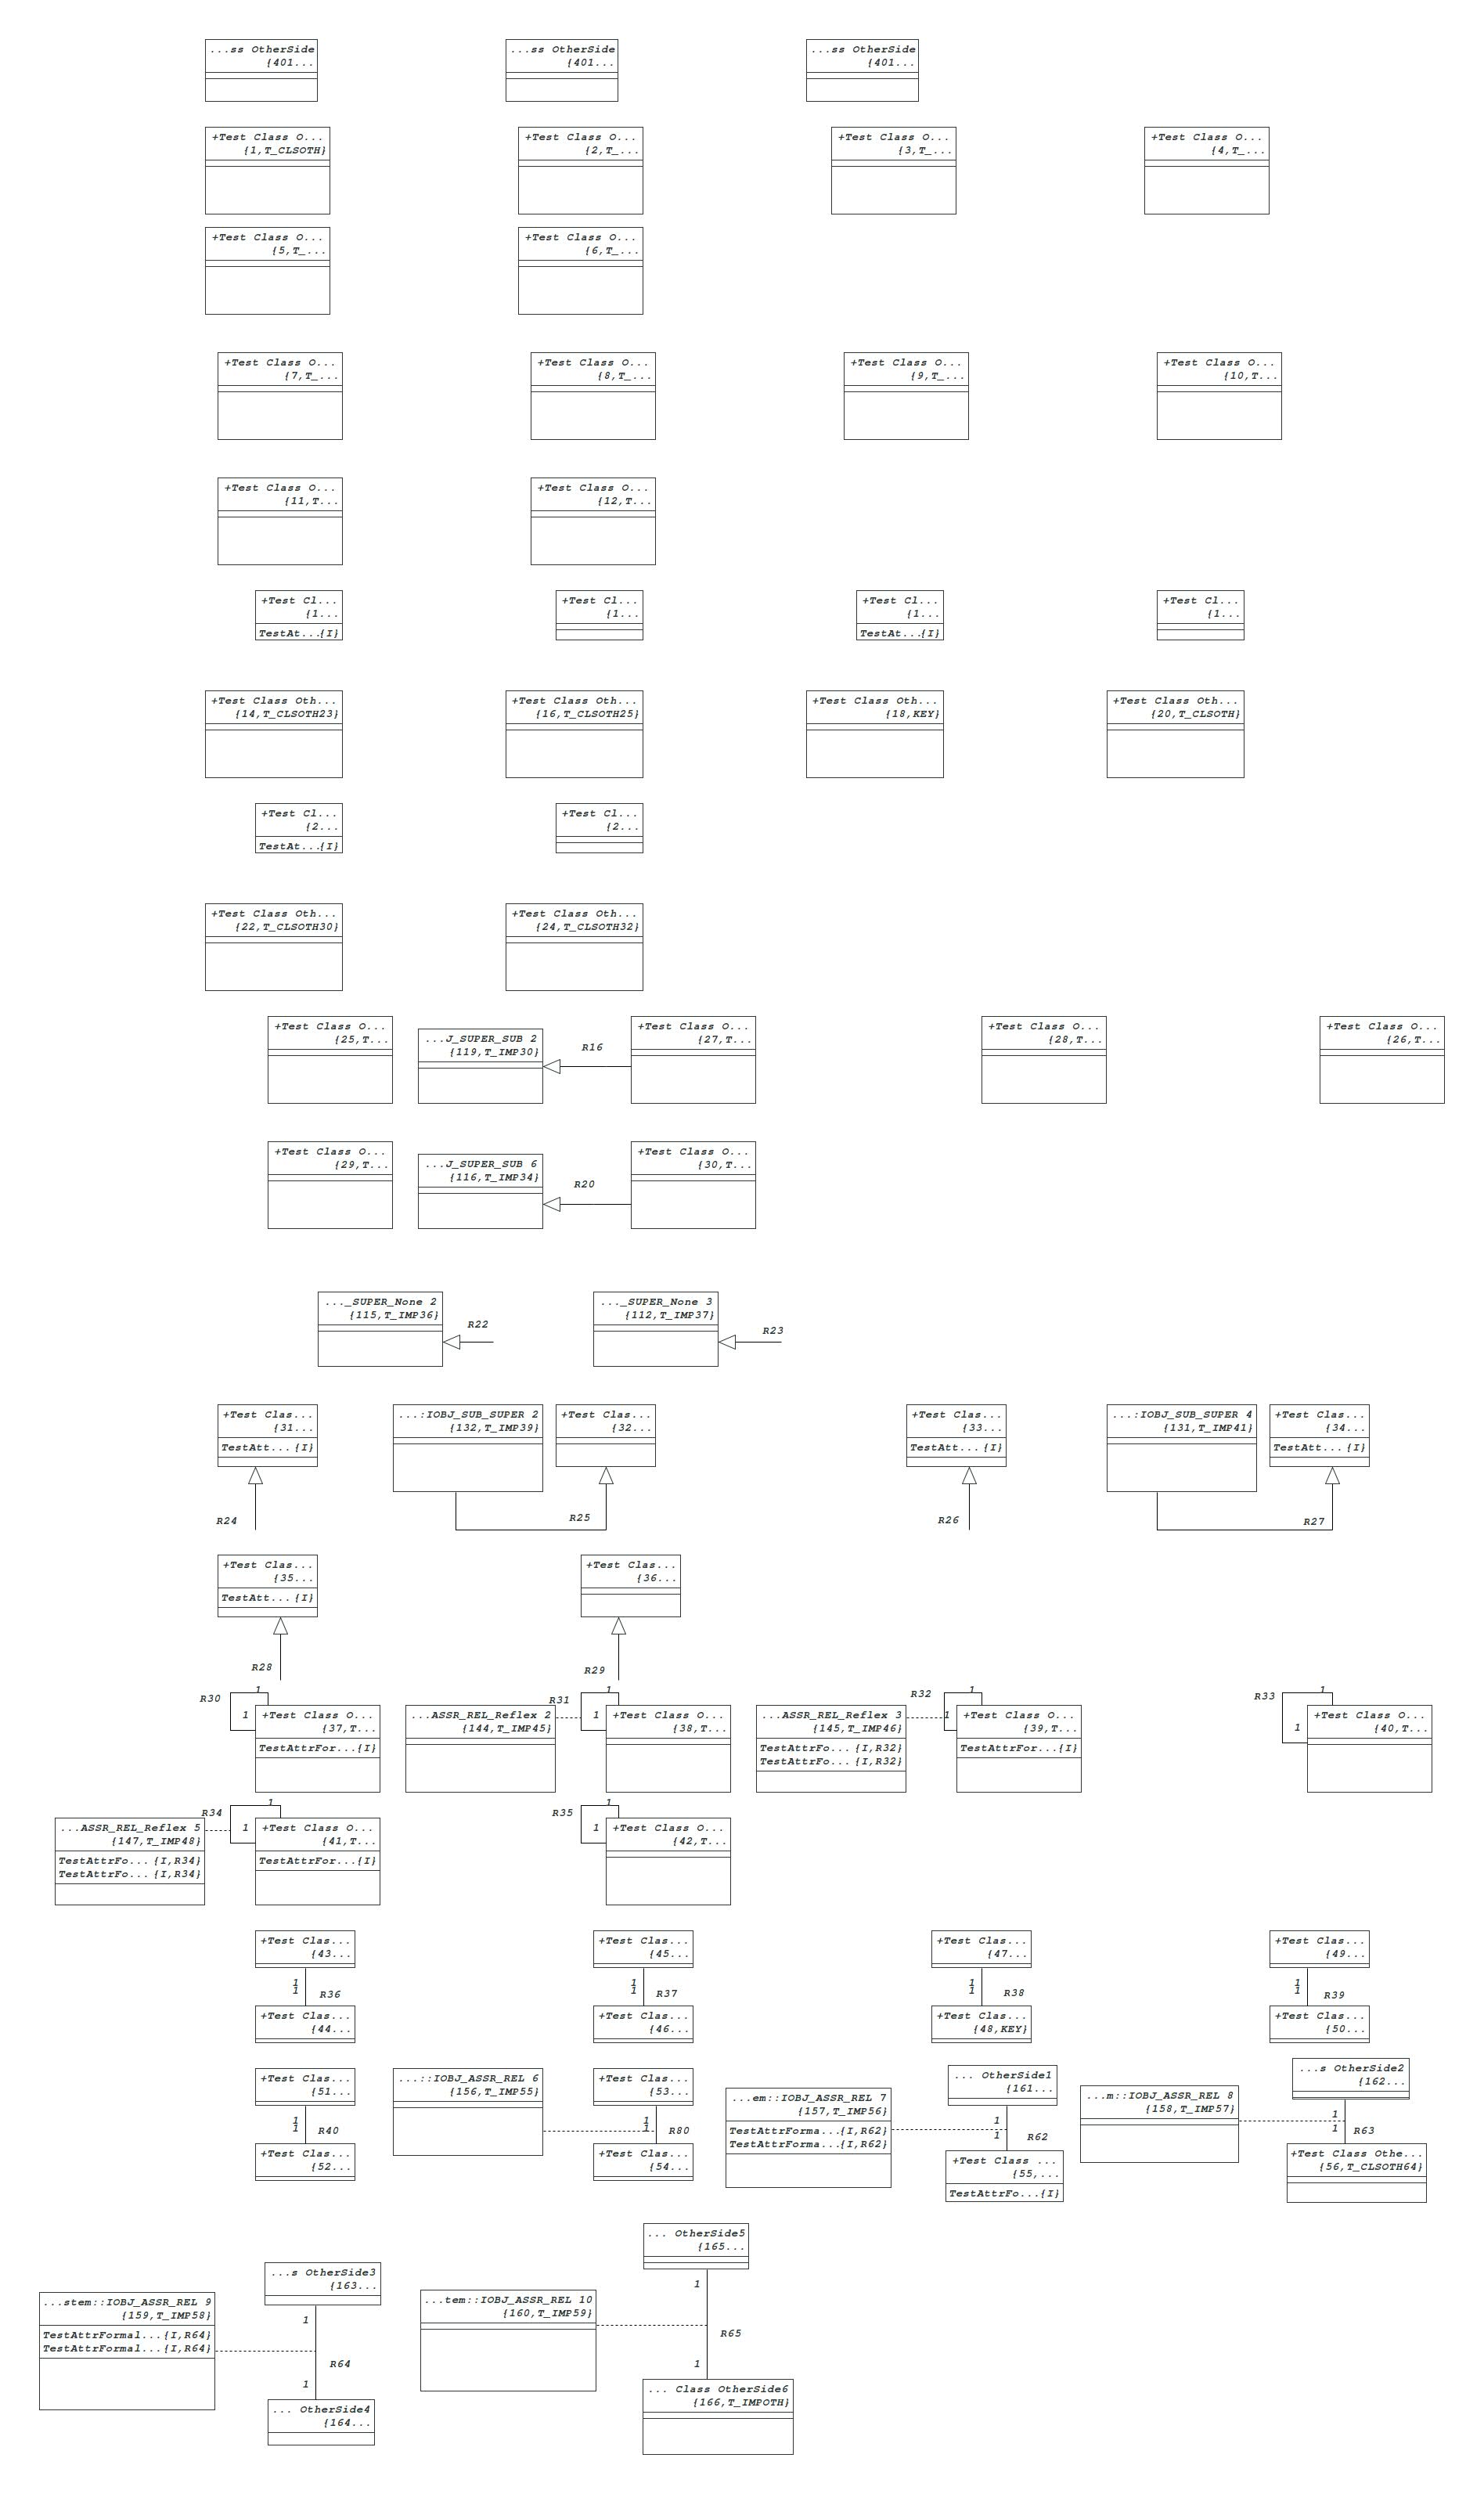 ...ss OtherSide
{401...
...ss OtherSide
{401...
...ss OtherSide
{401...
+Test Class O...
{1,T_CLSOTH}
+Test Class O...
{2,T_...
+Test Class O...
{3,T_...
+Test Class O...
{4,T_...
+Test Class O...
{5,T_...
+Test Class O...
{6,T_...
+Test Class O...
{7,T_...
+Test Class O...
{8,T_...
+Test Class O...
{9,T_...
+Test Class O...
{10,T...
+Test Class O...
{11,T...
+Test Class O...
{12,T...
+Test Cl...
{1...
TestAt...{I}
+Test Cl...
{1...
+Test Cl...
{1...
TestAt...{I}
+Test Cl...
{1...
+Test Class Oth...
{14,T_CLSOTH23}
+Test Class Oth...
{16,T_CLSOTH25}
+Test Class Oth...
{18,KEY}
+Test Class Oth...
{20,T_CLSOTH}
+Test Cl...
{2...
TestAt...{I}
+Test Cl...
{2...
+Test Class Oth...
{22,T_CLSOTH30}
+Test Class Oth...
{24,T_CLSOTH32}
+Test Class O...
{25,T...
...J_SUPER_SUB 2
{119,T_IMP30}
R16
+Test Class O...
{27,T...
+Test Class O...
{28,T...
+Test Class O...
{26,T...
+Test Class O...
{29,T...
...J_SUPER_SUB 6
{116,T_IMP34}
R20
+Test Class O...
{30,T...
..._SUPER_None 2
{115,T_IMP36}
R22
..._SUPER_None 3
{112,T_IMP37}
R23
+Test Clas...
{31...
TestAtt... {I}
R24
...:IOBJ_SUB_SUPER 2
{132,T_IMP39}
+Test Clas...
{32...
R25
+Test Clas...
{33...
TestAtt... {I}
R26
...:IOBJ_SUB_SUPER 4
{131,T_IMP41}
+Test Clas...
{34...
TestAtt... {I}
R27
+Test Clas...
{35...
TestAtt... {I}
R28
+Test Clas...
{36...
R29
R30
1
1
+Test Class O...
{37,T...
TestAttrFor...{I}
...ASSR_REL_Reflex 2
{144,T_IMP45}
R31
1
1
+Test Class O...
{38,T...
...ASSR_REL_Reflex 3
{145,T_IMP46}
TestAttrFo... {I,R32}
TestAttrFo... {I,R32}
R32
1
1
+Test Class O...
{39,T...
TestAttrFor...{I}
R33
1
1
+Test Class O...
{40,T...
...ASSR_REL_Reflex 5
{147,T_IMP48}
TestAttrFo... {I,R34}
TestAttrFo... {I,R34}
R34
1
1
+Test Class O...
{41,T...
TestAttrFor...{I}
R35
1
1
+Test Class O...
{42,T...
+Test Clas...
{43...
1
1
R36
+Test Clas...
{44...
+Test Clas...
{45...
1
1
R37
+Test Clas...
{46...
+Test Clas...
{47...
1
1
R38
+Test Clas...
{48,KEY}
+Test Clas...
{49...
1
1
R39
+Test Clas...
{50...
+Test Clas...
{51...
1
1
R40
+Test Clas...
{52...
...::IOBJ_ASSR_REL 6
{156,T_IMP55}
+Test Clas...
{53...
1
1
R80
+Test Clas...
{54...
...em::IOBJ_ASSR_REL 7
{157,T_IMP56}
TestAttrForma...{I,R62}
TestAttrForma...{I,R62}
... OtherSide1
{161...
1
1
R62
+Test Class ...
{55,...
TestAttrFo...{I}
...m::IOBJ_ASSR_REL 8
{158,T_IMP57}
...s OtherSide2
{162...
1
1
R63
+Test Class Othe...
{56,T_CLSOTH64}
...stem::IOBJ_ASSR_REL 9
{159,T_IMP58}
TestAttrFormal...{I,R64}
TestAttrFormal...{I,R64}
...s OtherSide3
{163...
1
R64
1
... OtherSide4
{164...
...tem::IOBJ_ASSR_REL 10
{160,T_IMP59}
... OtherSide5
{165...
1
R65
1
... Class OtherSide6
{166,T_IMPOTH}